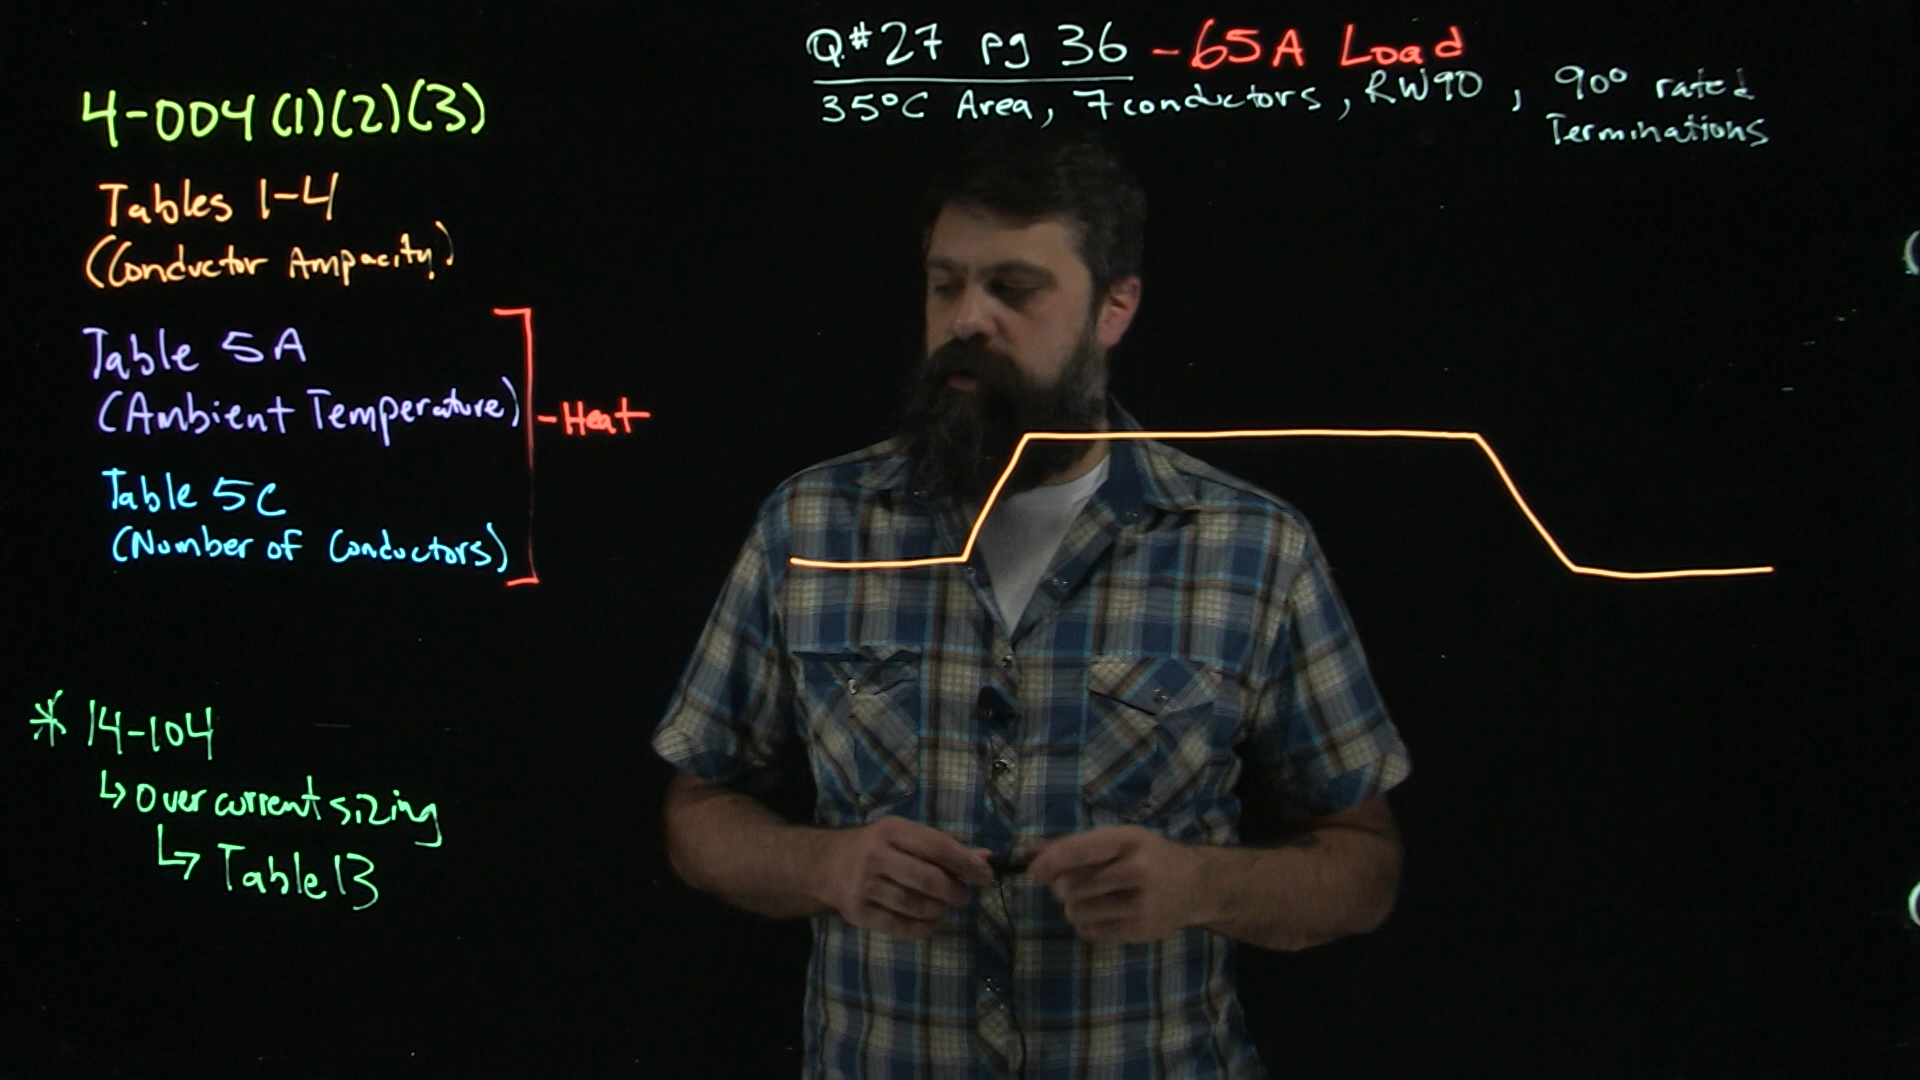 Q#27 pg 36 - 65A Load
35°C Area, 7 conductors, RW90, 90° rated
Terminations
4-004 (1)(2)(3)
Tables 1-4
(Conductor Ampacity)
Table 5A
(Ambient Temperature)
- Heat
Table 5C
(Number of Conductors)
* 14-104
↳ Overcurrent sizing
↳ Table 13